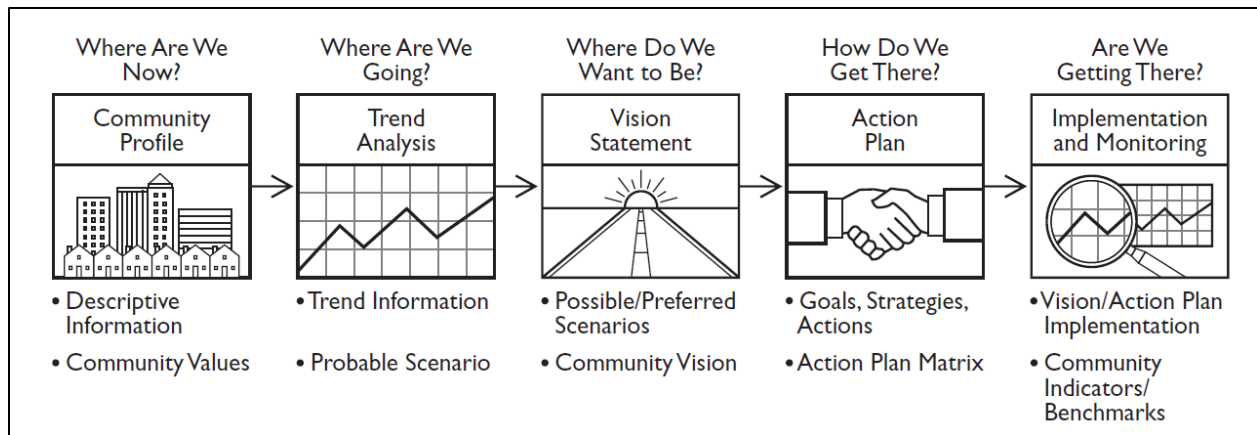 Where Are We
Now?
Community
Profile
• Descriptive
Information
• Community Values
Where Are We
Going?
Trend
Analysis
• Trend Information
• Probable Scenario
Where Do We
Want to Be?
Vision
Statement
• Possible/Preferred
Scenarios
• Community Vision
How Do We
Get There?
Action
Plan
• Goals, Strategies,
Actions
• Action Plan Matrix
Are We
Getting There?
Implementation
and Monitoring
• Vision/Action Plan
Implementation
• Community
Indicators/
Benchmarks